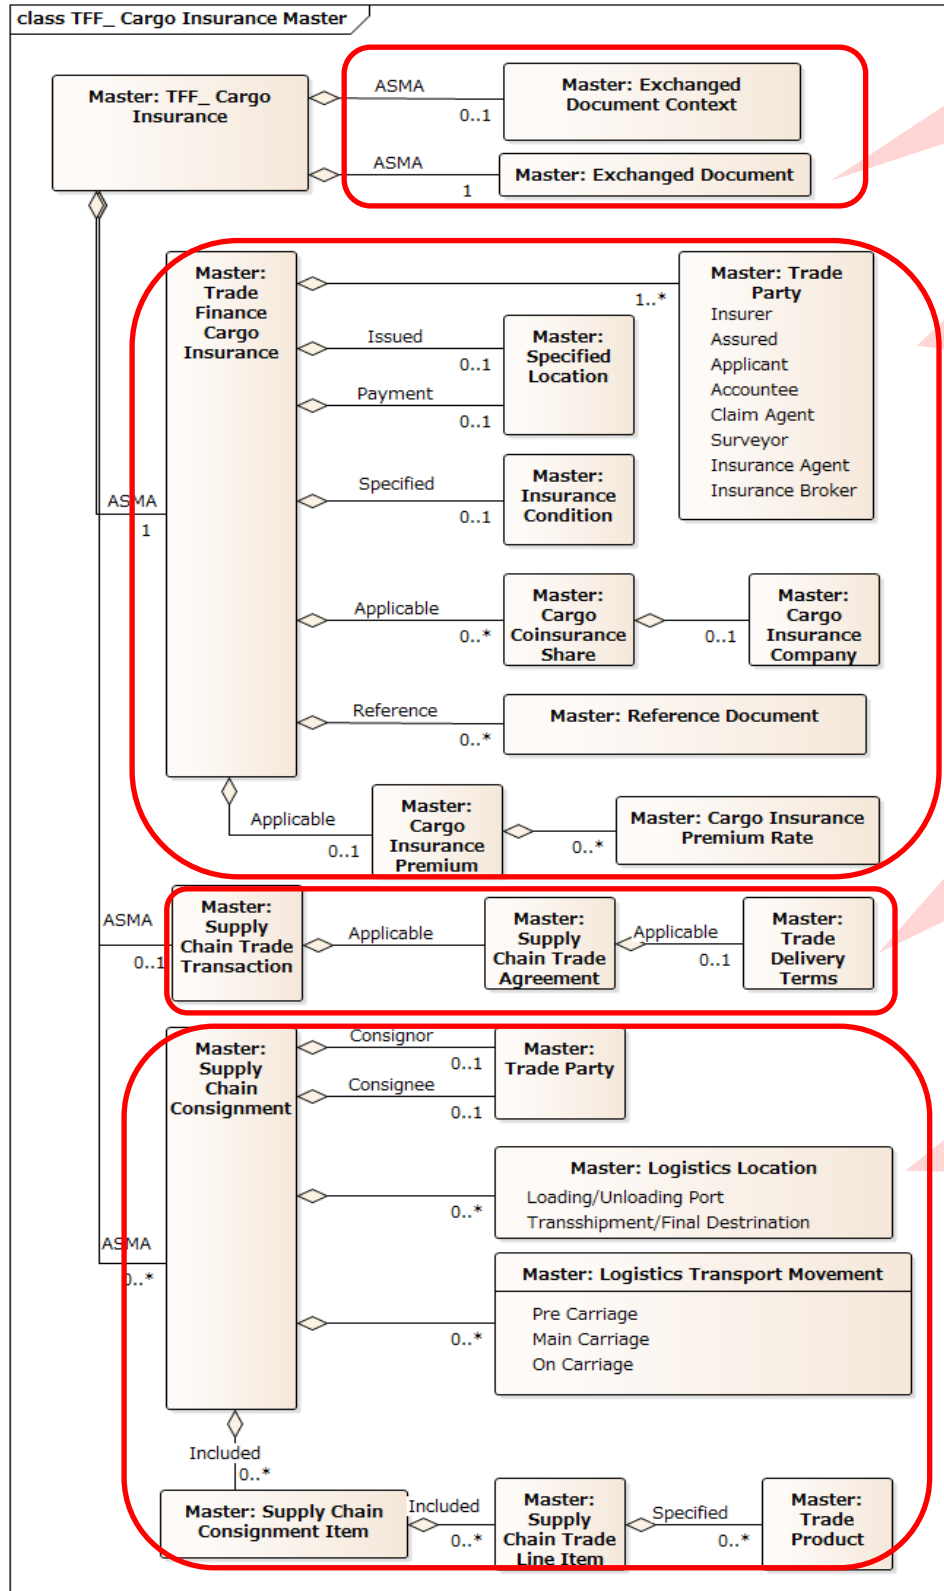 class TFF_ Cargo Insurance Master
Master: TFF_ Cargo
Insurance
ASMA
0..1
Master: Exchanged
Document Context
ASMA
1
Master: Exchanged Document
Master:
Trade
Finance
Cargo
Insurance
1..*
Master: Trade
Party
Insurer
Assured
Applicant
Accountee
Claim Agent
Surveyor
Insurance Agent
Insurance Broker
Issued
0..1
Payment
0..1
Master:
Specified
Location
Specified
0..1
Master:
Insurance
Condition
ASMA
1
Applicable
0..*
Master:
Cargo
Coinsurance
Share
0..1
Master:
Cargo
Insurance
Company
Reference
0..*
Master: Reference Document
Applicable
0..1
Master:
Cargo
Insurance
Premium
0..*
Master: Cargo Insurance
Premium Rate
ASMA
0..1
Master:
Supply
Chain Trade
Transaction
Applicable
Master:
Supply
Chain Trade
Agreement
Applicable
0..1
Master:
Trade
Delivery
Terms
Master:
Supply
Chain
Consignment
Consignor
0..1
Consignee
0..1
Master:
Trade Party
0..*
Master: Logistics Location
Loading/Unloading Port
Transshipment/Final Destrination
ASMA
0..*
0..*
Master: Logistics Transport Movement
Pre Carriage
Main Carriage
On Carriage
Included
0..*
Master: Supply Chain
Consignment Item
Included
0..*
Master:
Supply
Chain Trade
Line Item
Specified
0..*
Master:
Trade
Product